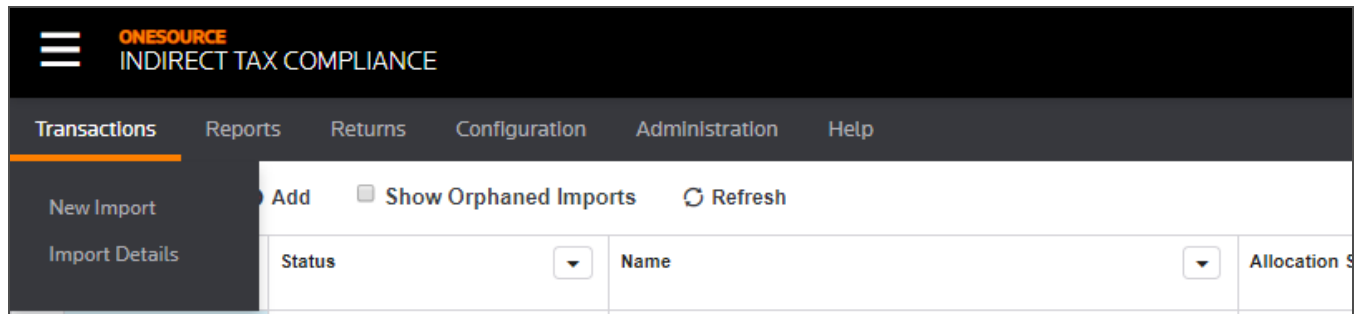 ONESOURCE
INDIRECT TAX COMPLIANCE
Transactions Reports Returns Configuration Administration Help
New Import
Add Show Orphaned Imports Refresh
Import Details
Status Name Allocation